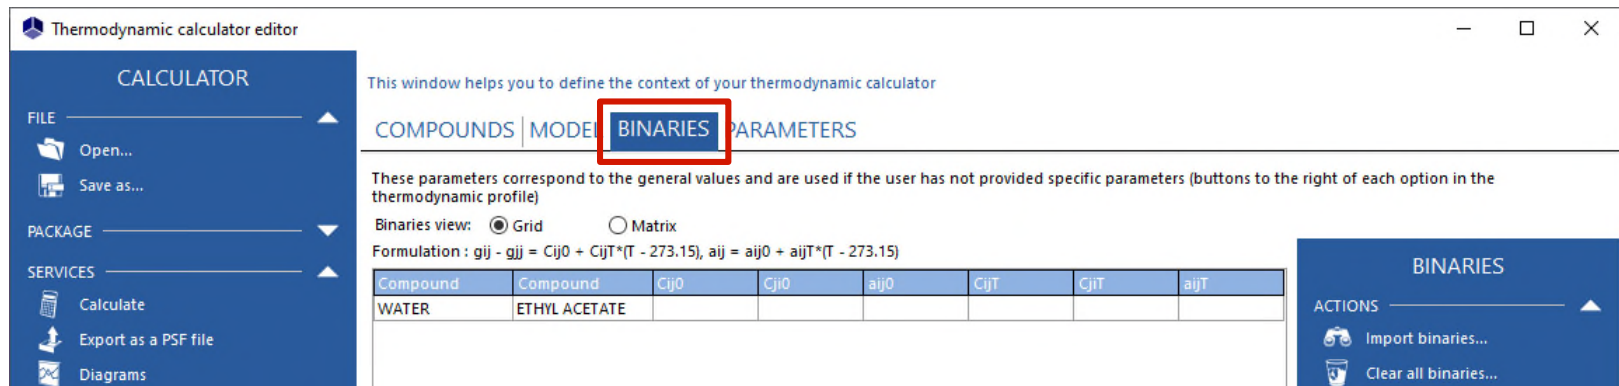 Thermodynamic calculator editor
CALCULATOR
FILE
Open...
Save as...
PACKAGE
SERVICES
Calculate
Export as a PSF file
Diagrams
This window helps you to define the context of your thermodynamic calculator
COMPOUNDS MODEL BINARIES PARAMETERS
These parameters correspond to the general values and are used if the user has not provided specific parameters (buttons to the right of each option in the
thermodynamic profile)
Binaries view: Grid Matrix
Formulation : gij - gjj = Cij0 + CijT*(T - 273.15), aij = aij0 + aijT*(T - 273.15)
Compound Compound Cij0 Cji0 aij0 CijT CjiT aijT
WATER ETHYL ACETATE
BINARIES
ACTIONS
Import binaries...
Clear all binaries...